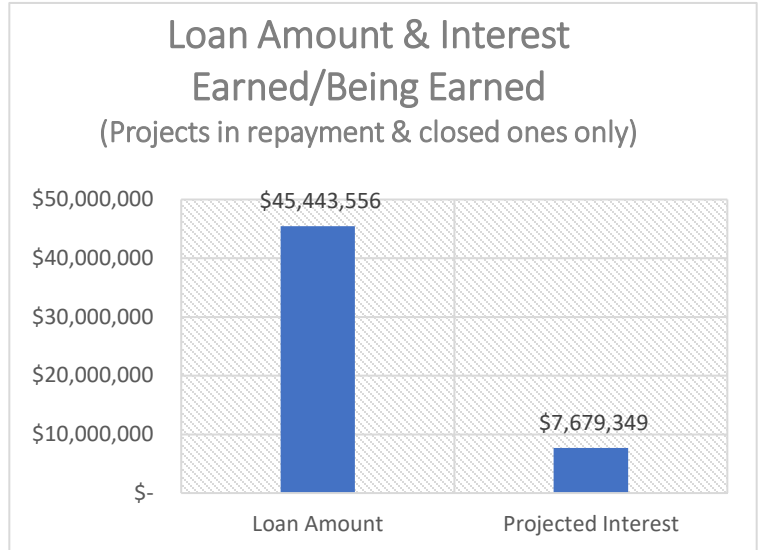 Loan Amount & Interest
Earned/Being Earned
(Projects in repayment & closed ones only)
$50,000,000
$45,443,556
$40,000,000
$30,000,000
$20,000,000
$10,000,000
$7,679,349
$-
Loan Amount
Projected Interest